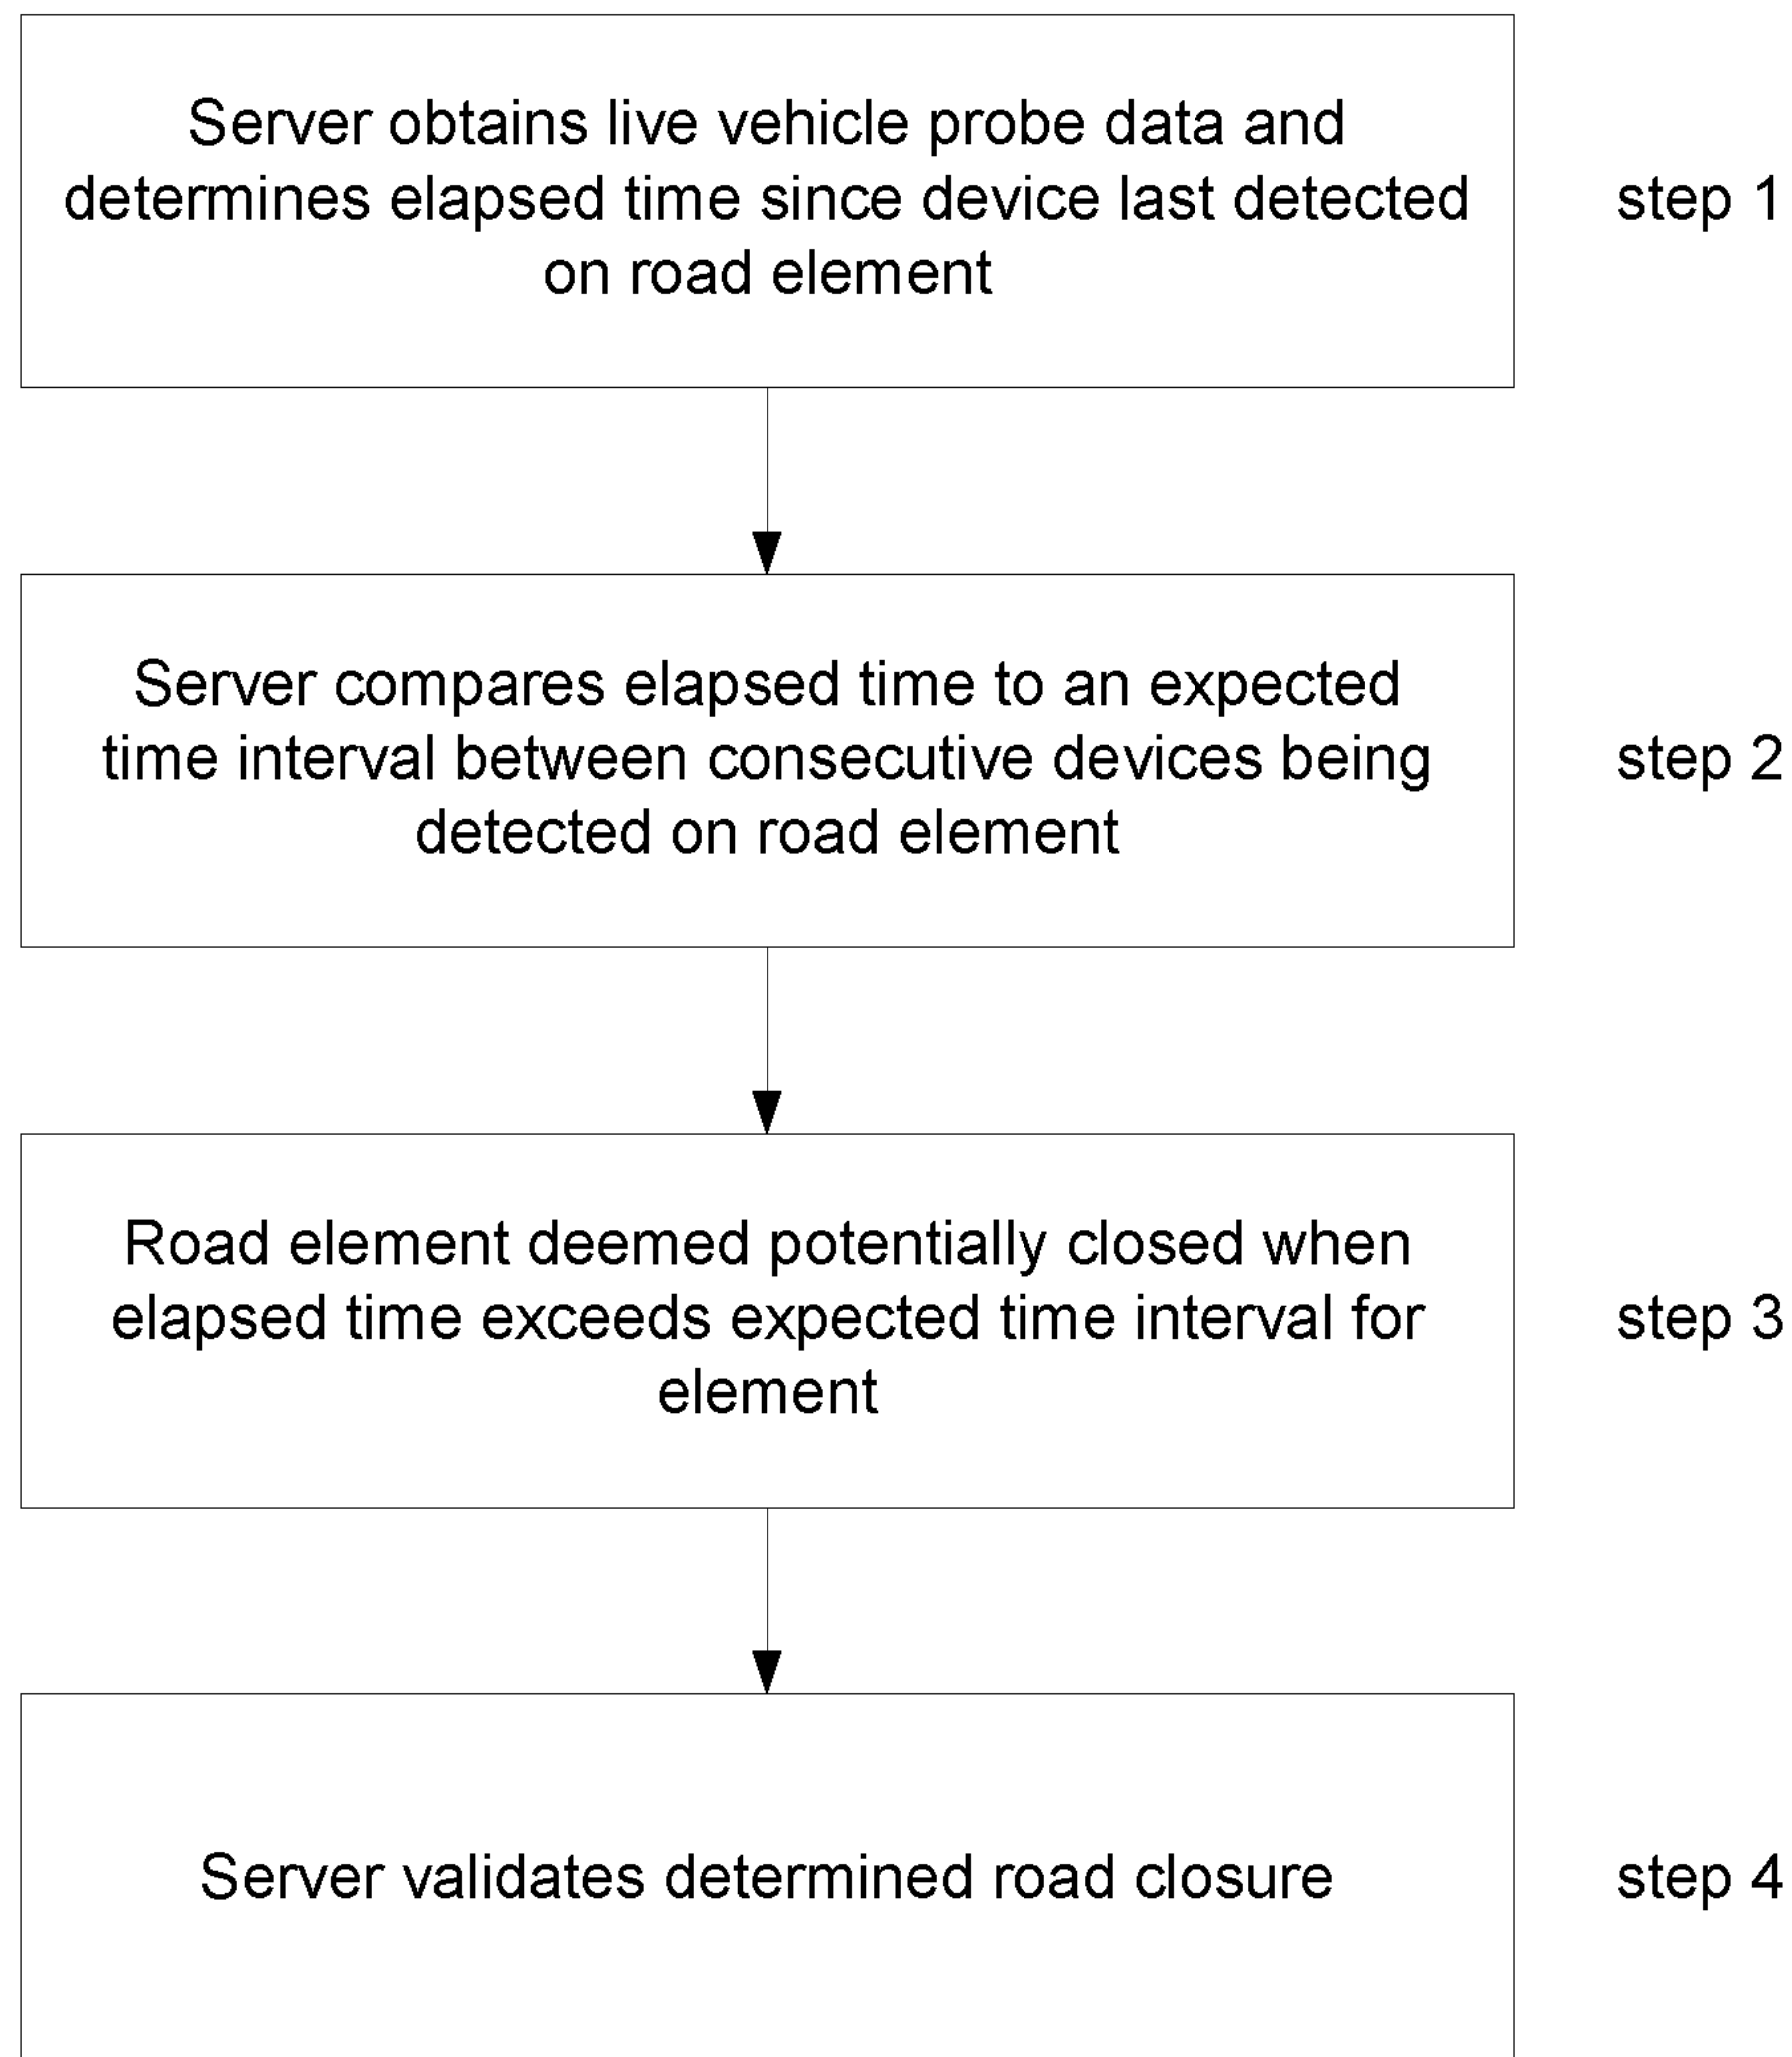 Server obtains live vehicle probe data and
determines elapsed time since device last detected
on road element
step 1
Server compares elapsed time to an expected
time interval between consecutive devices being
detected on road element
step 2
Road element deemed potentially closed when
elapsed time exceeds expected time interval for
element
step 3
Server validates determined road closure
step 4